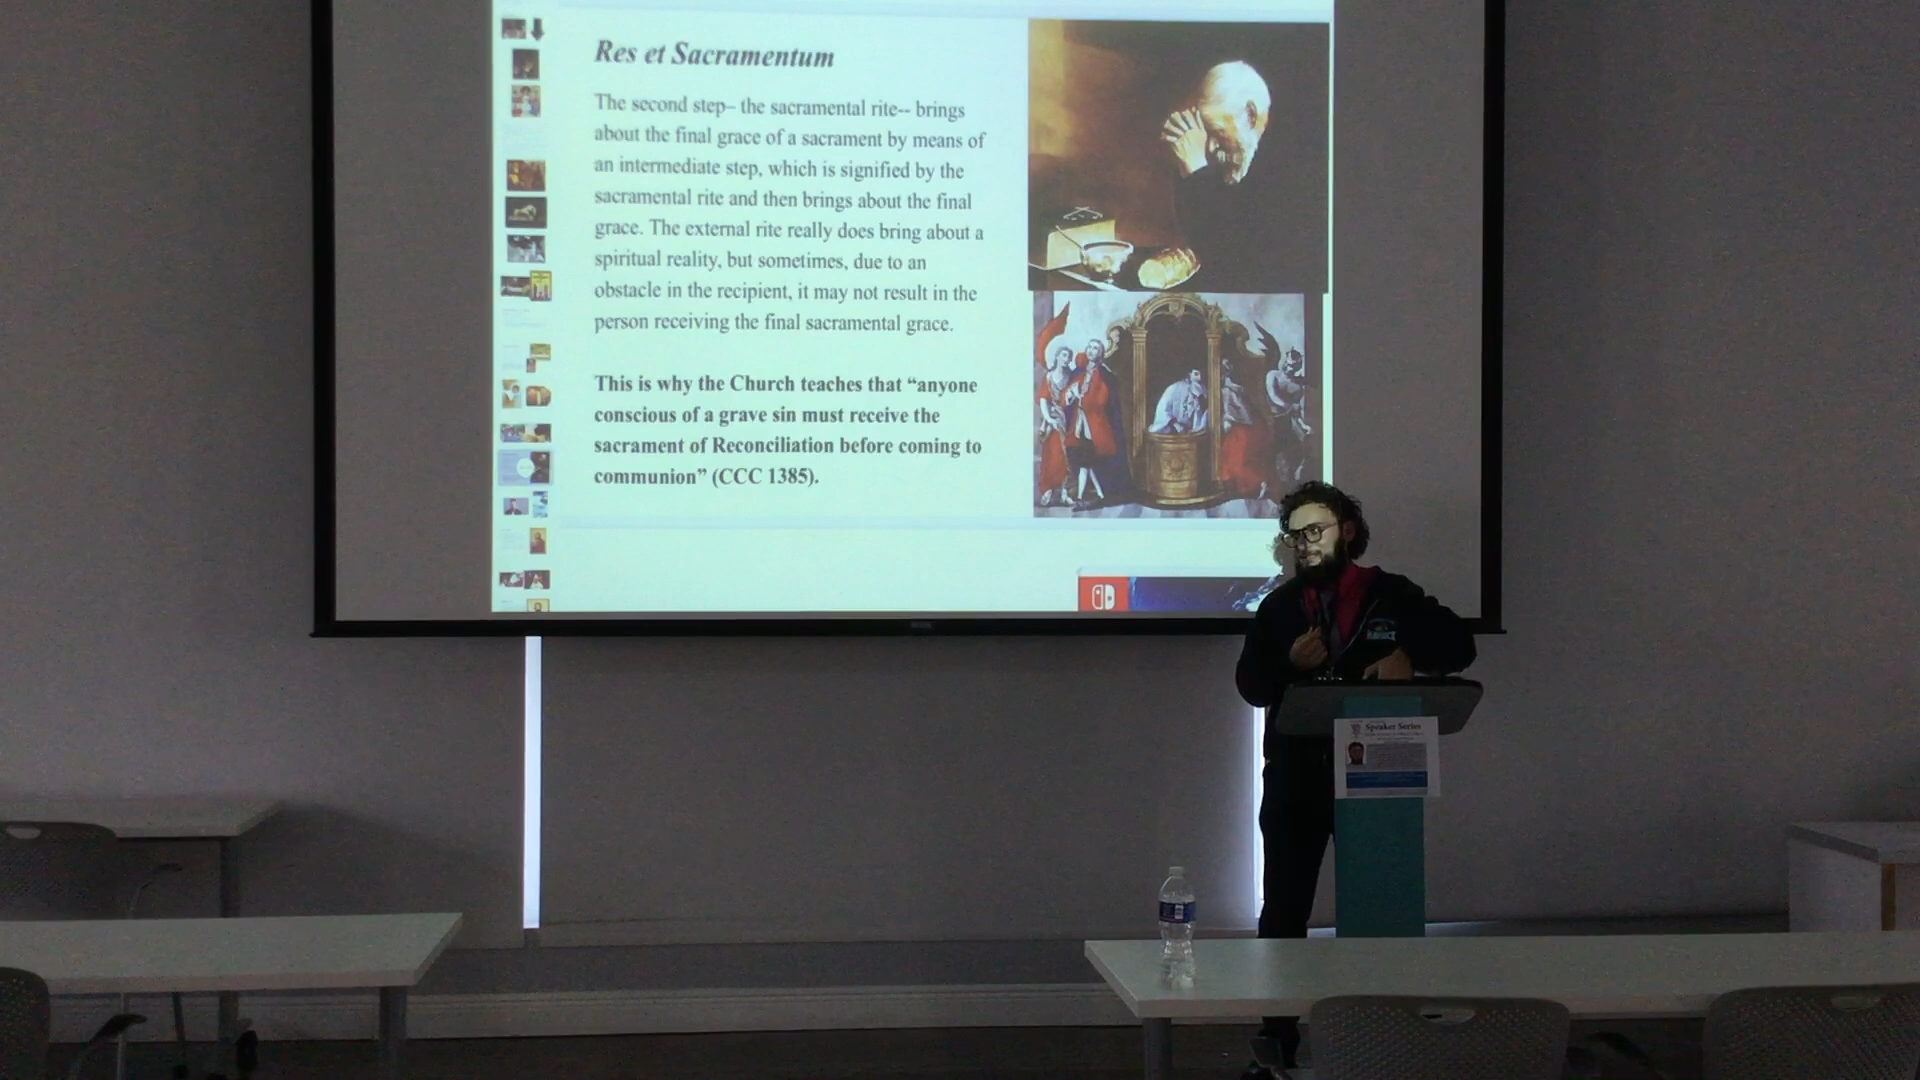 Res et Sacramentum
The second step– the sacramental rite-- brings
about the final grace of a sacrament by means of
an intermediate step, which is signified by the
sacramental rite and then brings about the final
grace. The external rite really does bring about a
spiritual reality, but sometimes, due to an
obstacle in the recipient, it may not result in the
person receiving the final sacramental grace.
This is why the Church teaches that “anyone
conscious of a grave sin must receive the
sacrament of Reconciliation before coming to
communion” (CCC 1385).
Speaker Series